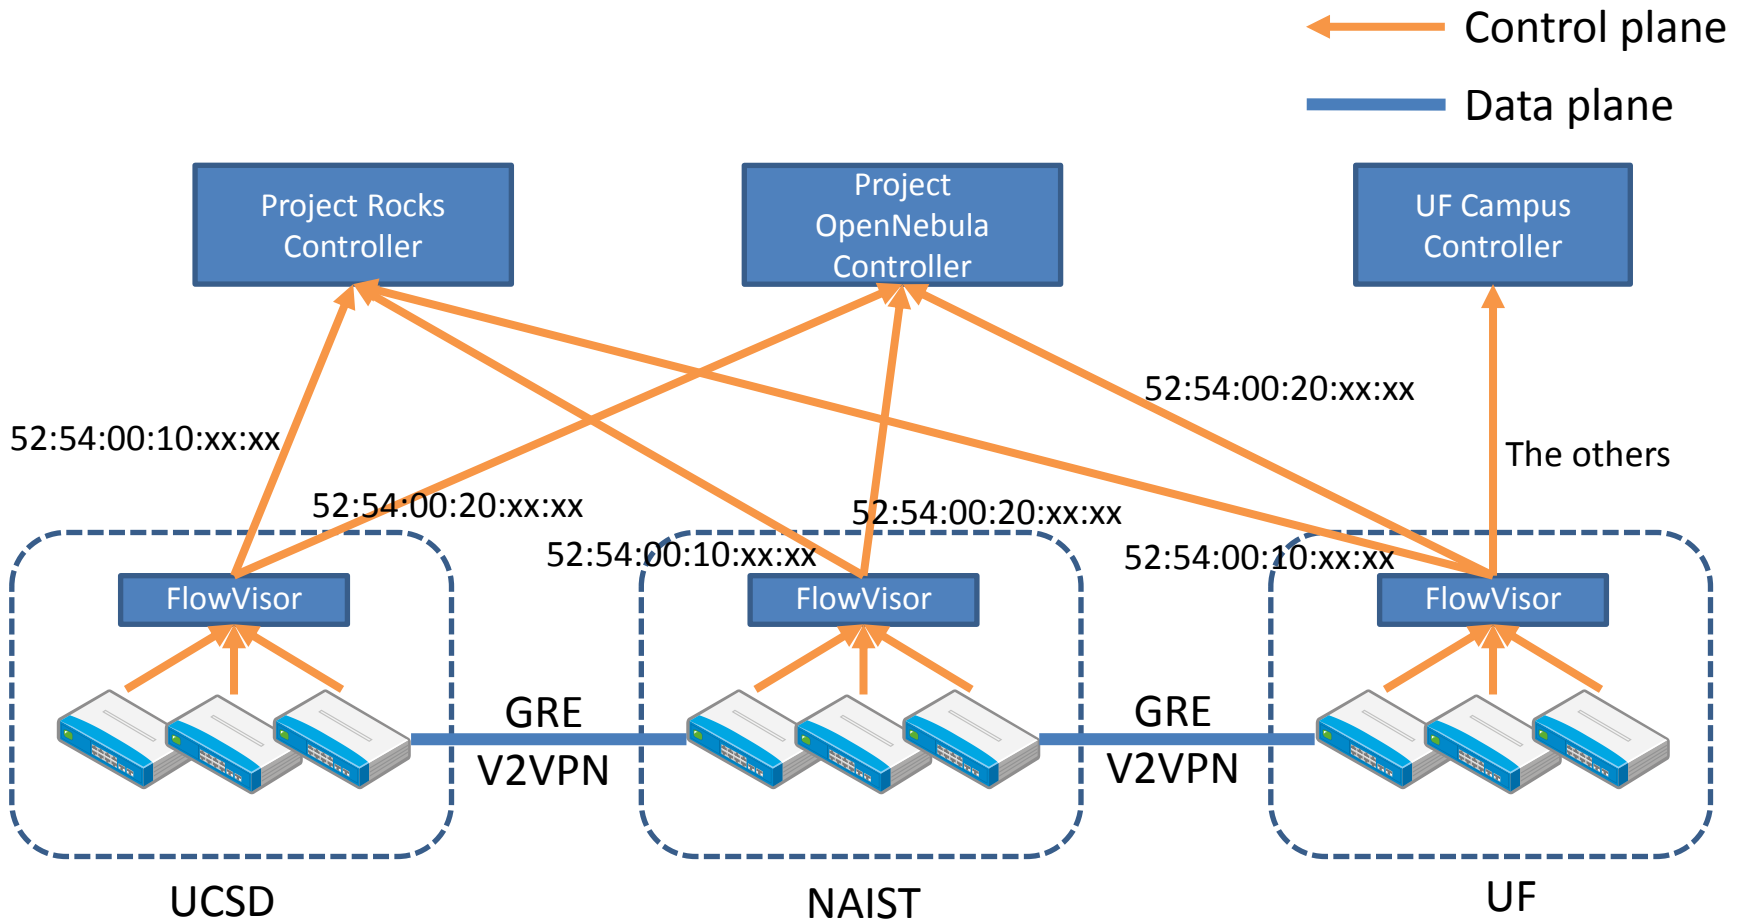 Control plane
Data plane
Project Rocks
Controller
Project
OpenNebula
Controller
UF Campus
Controller
52:54:00:20:xx:xx
52:54:00:10:xx:xx
The others
52:54:00:20:xx:xx
52:54:00:20:xx:xx
52:54:00:10:xx:xx
52:54:00:10:xx:xx
FlowVisor
FlowVisor
FlowVisor
GRE
V2VPN
GRE
V2VPN
UCSD
NAIST
UF